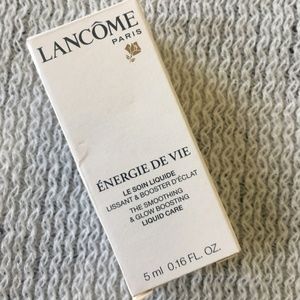 LANCÔME
PARIS
ÉNERGIE DE VIE
LE SOIN LIQUIDE
LISSANT & BOOSTER D'ÉCLAT
THE SMOOTHING
& GLOW BOOSTING
LIQUID CARE
5 ml 0.16 FL. OZ.